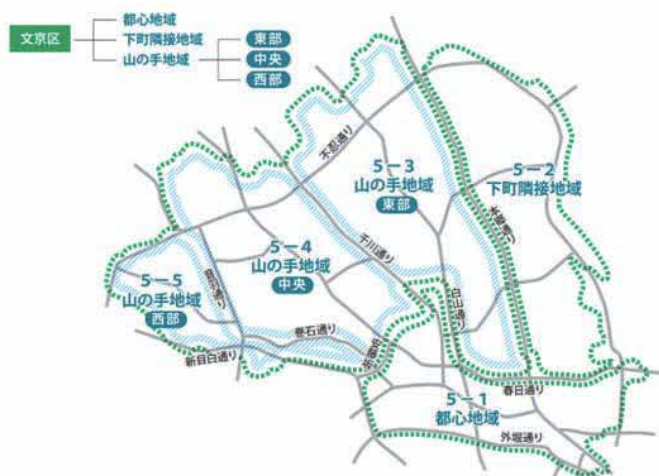 文京区
都心地域
下町隣接地域
山の手地域
東部
中央
西部
不忍通り
5-3
山の手地域
東部
5-2
下町隣接地域
本郷通り
5-4
山の手地域
中央
千川通り
5-5
山の手地域
西部
音羽通り
白山通り
巻石通り
新目白通り
安藤坂
春日通り
5-1
都心地域
外堀通り